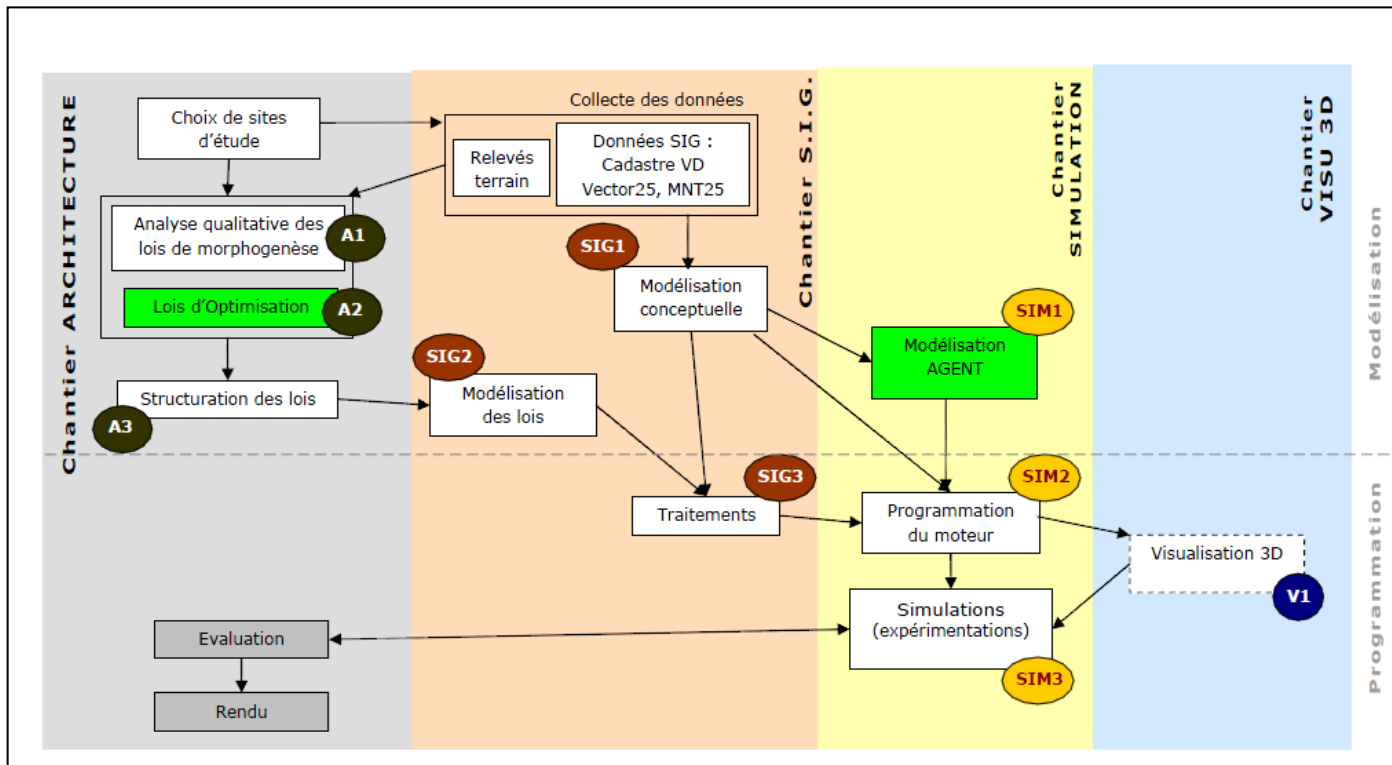 Chantier ARCHITECTURE
Choix de sites
d'étude
Analyse qualitative des
lois de morphogenèse
A1
Lois d'Optimisation
A2
Structuration des lois
A3
Evaluation
Rendu
Chantier S.I.G.
Collecte des données
Relevés
terrain
Données SIG :
Cadastre VD
Vector25, MNT25
SIG1
Modélisation
conceptuelle
SIG2
Modélisation
des lois
SIG3
Traitements
Chantier
SIMULATION
SIM1
Modélisation
AGENT
SIM2
Programmation
du moteur
Simulations
(expérimentations)
SIM3
Chantier
VISU 3D
Visualisation 3D
V1
Modélisation
Programmation